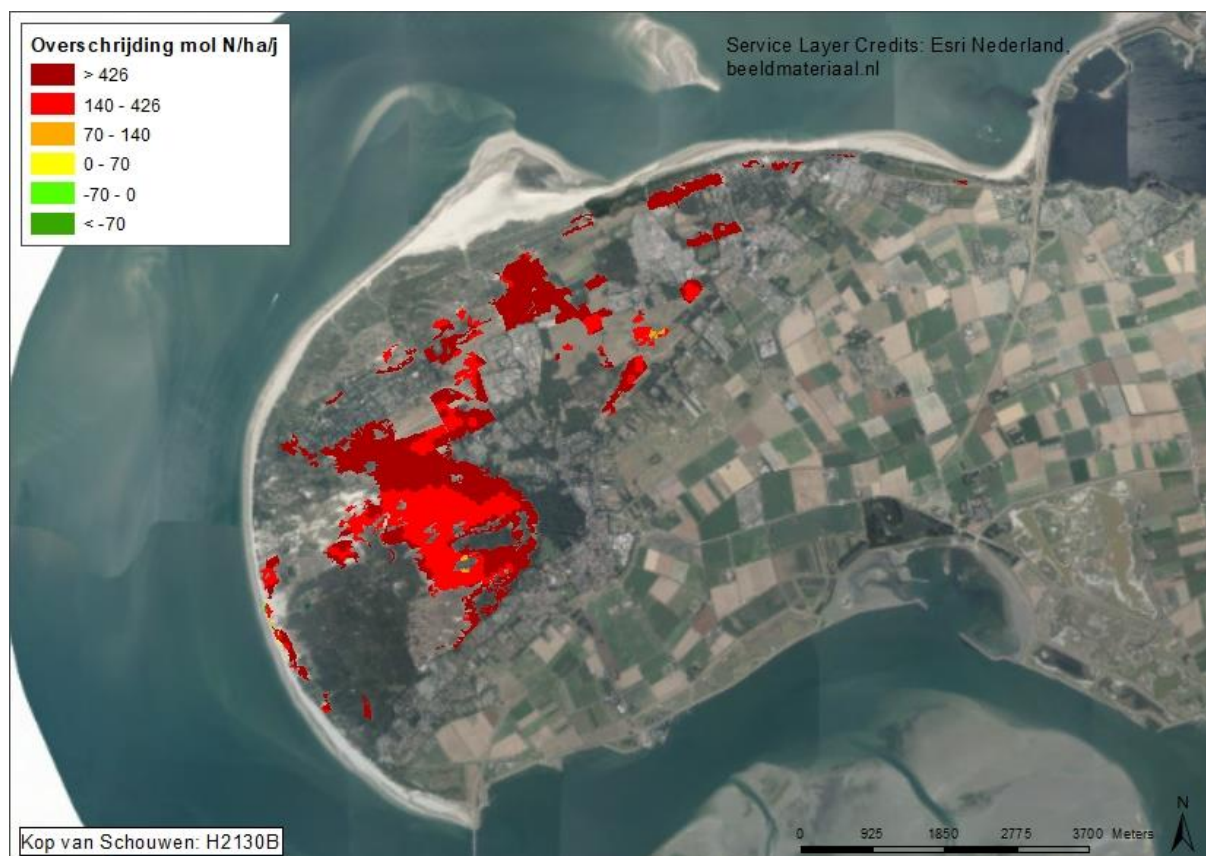 Overschrijding mol N/ha/j
> 426
140 - 426
70 - 140
0 - 70
-70 - 0
< -70
Service Layer Credits: Esri Nederland,
beeldmateriaal.nl
Kop van Schouwen: H2130B
0 925 1850 2775 3700 Meters
N